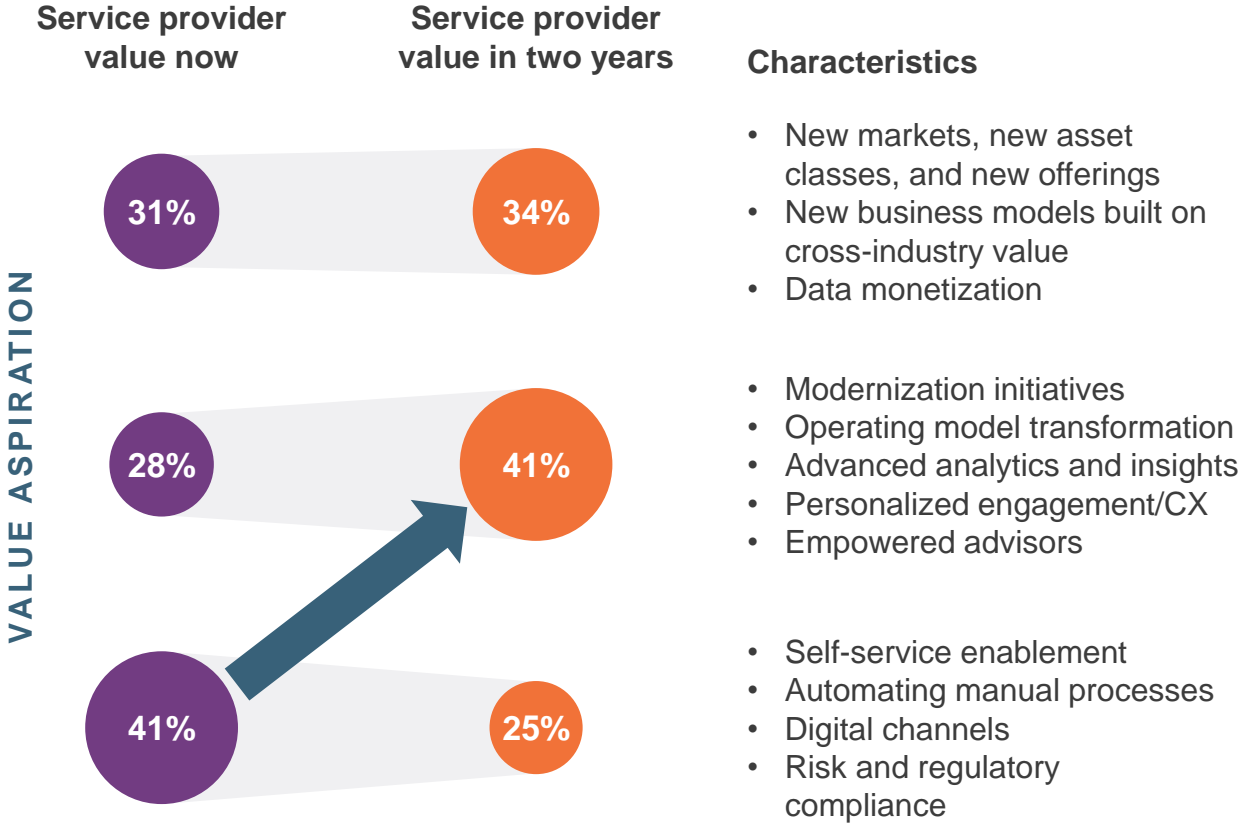 Service provider
value now
Service provider
value in two years
Characteristics
VALUE ASPIRATION
31%
34%
• New markets, new asset
classes, and new offerings
• New business models built on
cross-industry value
• Data monetization
28%
41%
• Modernization initiatives
• Operating model transformation
• Advanced analytics and insights
• Personalized engagement/CX
• Empowered advisors
41%
25%
• Self-service enablement
• Automating manual processes
• Digital channels
• Risk and regulatory
compliance